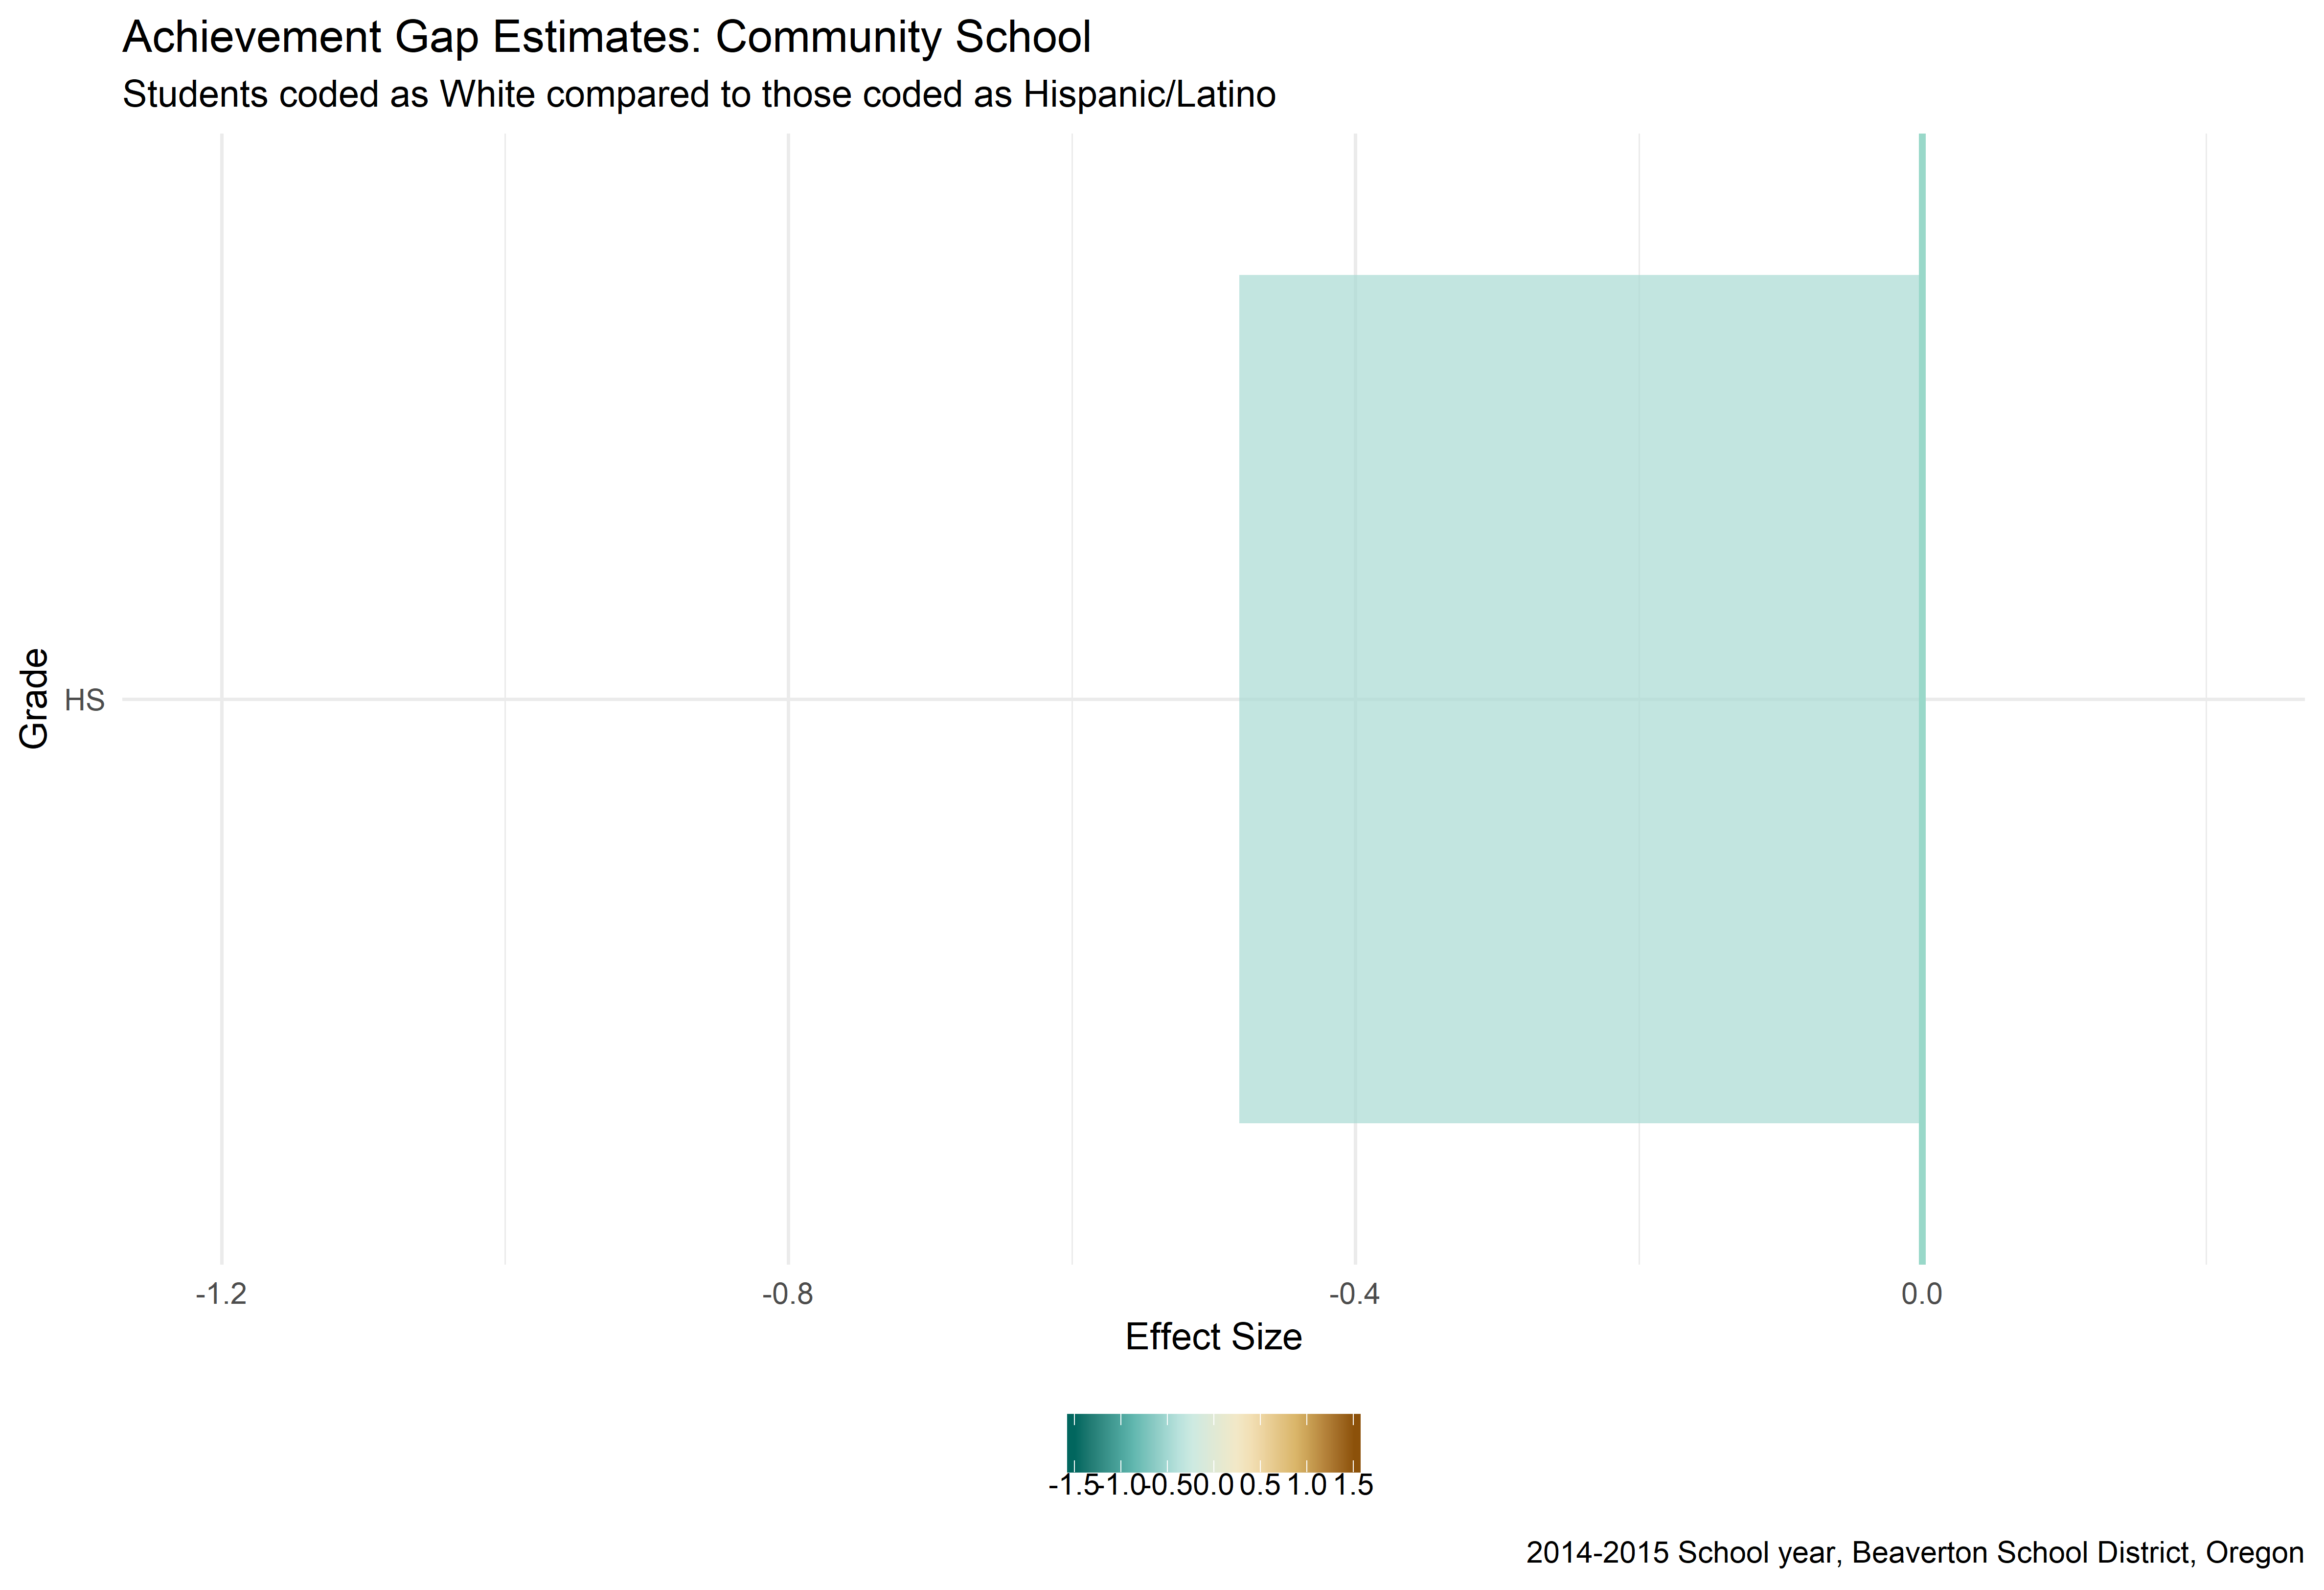 Achievement Gap Estimates: Community School
Students coded as White compared to those coded as Hispanic/Latino
Grade
HS
-1.2 -0.8 -0.4 0.0
Effect Size
-1.5 -1.0 -0.5 0.0 0.5 1.0 1.5
2014-2015 School year, Beaverton School District, Oregon